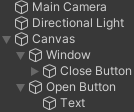 Main Camera
Directional Light
Canvas
Window
Close Button
Open Button
Text